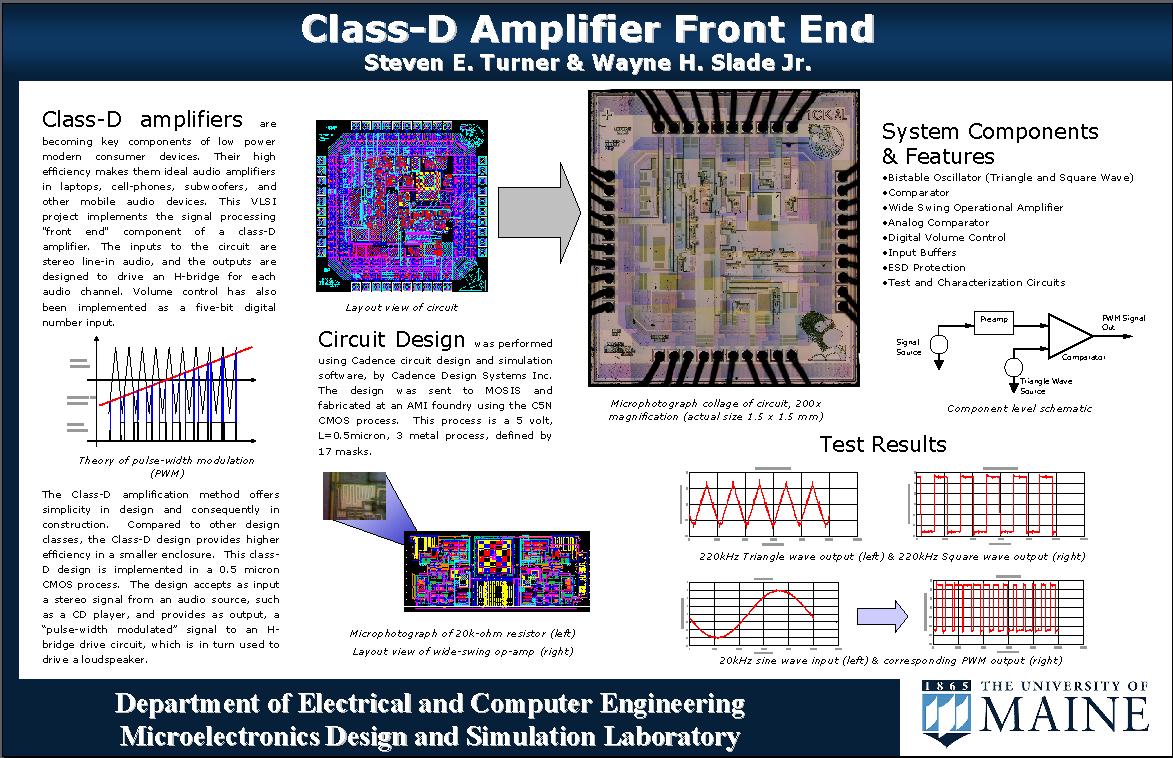 Class-D Amplifier Front End
Steven E. Turner & Wayne H. Slade Jr.
Class-D amplifiers are
becoming key components of low power
modern consumer devices. Their high
efficiency makes them ideal audio amplifiers
in laptops, cell-phones, subwoofers, and
other mobile audio devices. This VLSI
project implements the signal processing
"front end" component of a class-D
amplifier. The inputs to the circuit are
stereo line-in audio, and the outputs are
designed to drive an H-bridge for each
audio channel. Volume control has also
been implemented as a five-bit digital
number input.
Theory of pulse-width modulation
(PWM)
The Class-D amplification method offers
simplicity in design and consequently in
construction. Compared to other design
classes, the Class-D design provides higher
efficiency in a smaller enclosure. This class-
D design is implemented in a 0.5 micron
CMOS process. The design accepts as input
a stereo signal from an audio source, such
as a CD player, and provides as output, a
"pulse-width modulated" signal to an H-
bridge drive circuit, which is in turn used to
drive a loudspeaker.
Layout view of circuit
Circuit Design was performed
using Cadence circuit design and simulation
software, by Cadence Design Systems Inc.
The design was sent to MOSIS and
fabricated at an AMI foundry using the C5N
CMOS process. This process is a 5 volt,
L=0.5micron, 3 metal process, defined by
17 masks.
Microphotograph of 20k-ohm resistor (left)
Layout view of wide-swing op-amp (right)
Microphotograph collage of circuit, 200x
magnification (actual size 1.5 x 1.5 mm)
System Components
& Features
•Bistable Oscillator (Triangle and Square Wave)
•Comparator
•Wide Swing Operational Amplifier
•Analog Comparator
•Digital Volume Control
•Input Buffers
•ESD Protection
•Test and Characterization Circuits
Signal
Source
Preamp
PWM Signal
Out
Comparator
Triangle Wave
Source
Component level schematic
Test Results
220kHz Triangle wave output (left) & 220kHz Square wave output (right)
20kHz sine wave input (left) & corresponding PWM output (right)
Department of Electrical and Computer Engineering
Microelectronics Design and Simulation Laboratory
1865
THE UNIVERSITY OF
MAINE